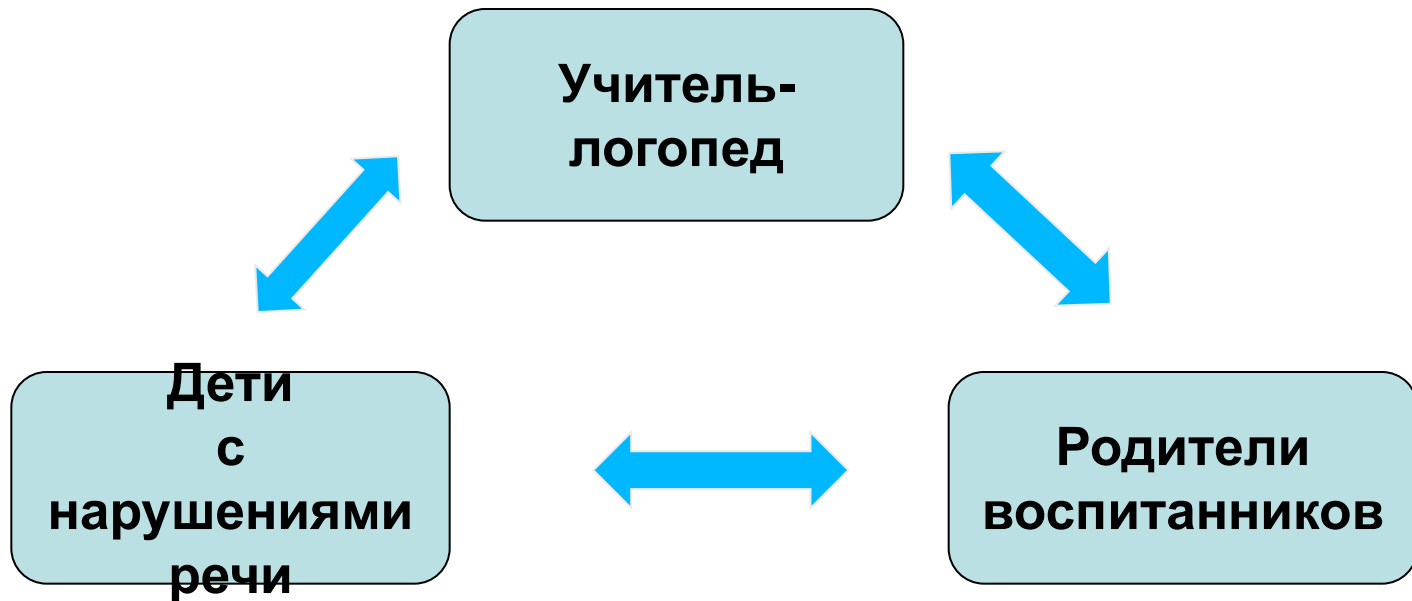 Учитель-
логопед
Дети
с
нарушениями
речи
Родители
воспитанников